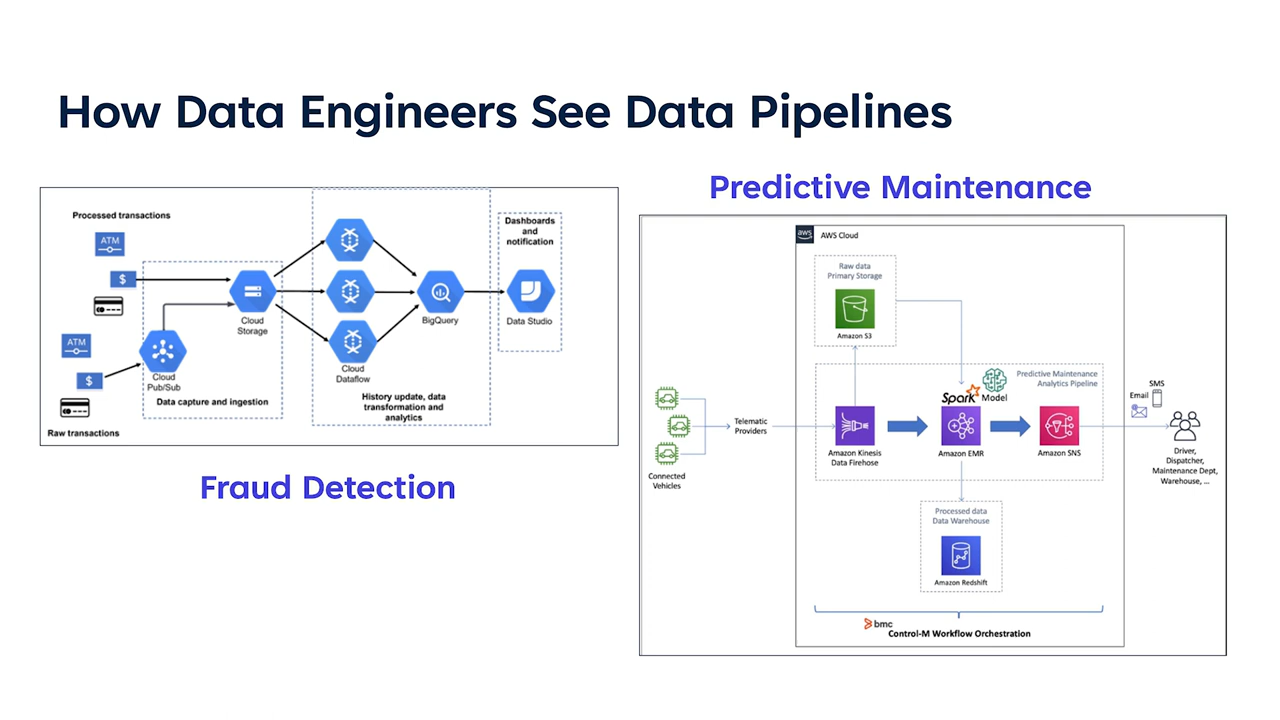 How Data Engineers See Data Pipelines
Processed transactions
ATM
$
ATM
$
Raw transactions
Cloud
Pub/Sub
Cloud
Storage
Data capture and ingestion
Cloud
Dataflow
History update, data
transformation and
analytics
BigQuery
Dashboards
and
notification
Data Studio
Fraud Detection
Predictive Maintenance
aws
AWS Cloud
Raw data
Primary Storage
Amazon S3
Predictive Maintenance
Analytics Pipeline
Spark
Model
Connected
Vehicles
Telematic
Providers
Amazon Kinesis
Data Firehose
Amazon EMR
Amazon SNS
Email
SMS
Driver,
Dispatcher,
Maintenance Dept,
Warehouse, ...
Processed data
Data Warehouse
Amazon Redshift
bmc
Control-M Workflow Orchestration